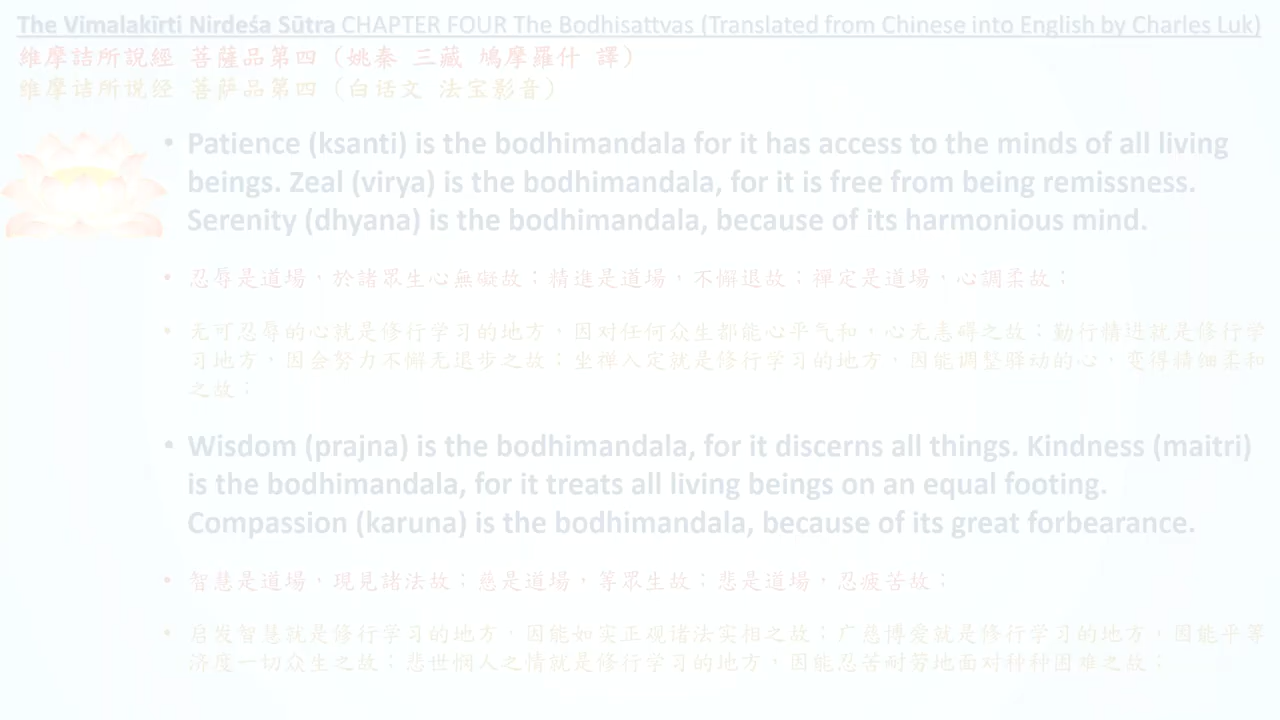 The Vimalakīrti Nirdeśa Sūtra CHAPTER FOUR The Bodhisattvas (Translated from Chinese into English by Charles Luk)
維摩詰所說經 菩薩品第四 (姚秦 三藏 鳩摩羅什 譯)
维摩诘所说经 菩萨品第四 (白话文 法宝影音)
• Patience (ksanti) is the bodhimandala for it has access to the minds of all living
beings. Zeal (virya) is the bodhimandala, for it is free from being remissness.
Serenity (dhyana) is the bodhimandala, because of its harmonious mind.
• 忍辱是道場，於諸眾生心無礙故；精進是道場，不懈退故；禪定是道場，心調柔故；
• 无可忍辱的心就是修行学习的地方，因对任何众生都能心平气和，心无恚碍之故；勤行精进就是修行学
习地方，因会努力不懈无退步之故；坐禅入定就是修行学习的地方，因能调整驿动的心，变得精细柔和
之故；
• Wisdom (prajna) is the bodhimandala, for it discerns all things. Kindness (maitri)
is the bodhimandala, for it treats all living beings on an equal footing.
Compassion (karuna) is the bodhimandala, because of its great forbearance.
• 智慧是道場，現見諸法故；慈是道場，等眾生故；悲是道場，忍疲苦故；
• 启发智慧就是修行学习的地方，因能如实正观诸法实相之故；广慈博爱就是修行学习的地方，因能平等
济度一切众生之故；悲世悯人之情就是修行学习的地方，因能忍苦耐劳地面对种种困难之故；